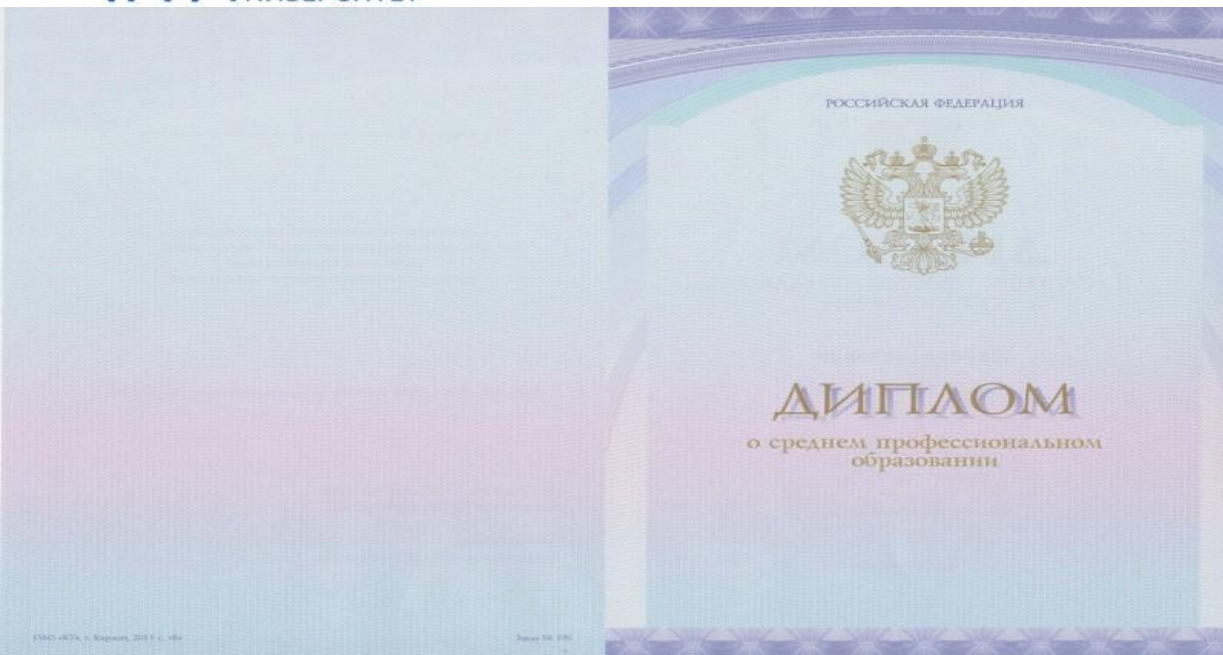 РОССИЙСКАЯ ФЕДЕРАЦИЯ
ДИПЛОМ
о среднем профессиональном
образовании